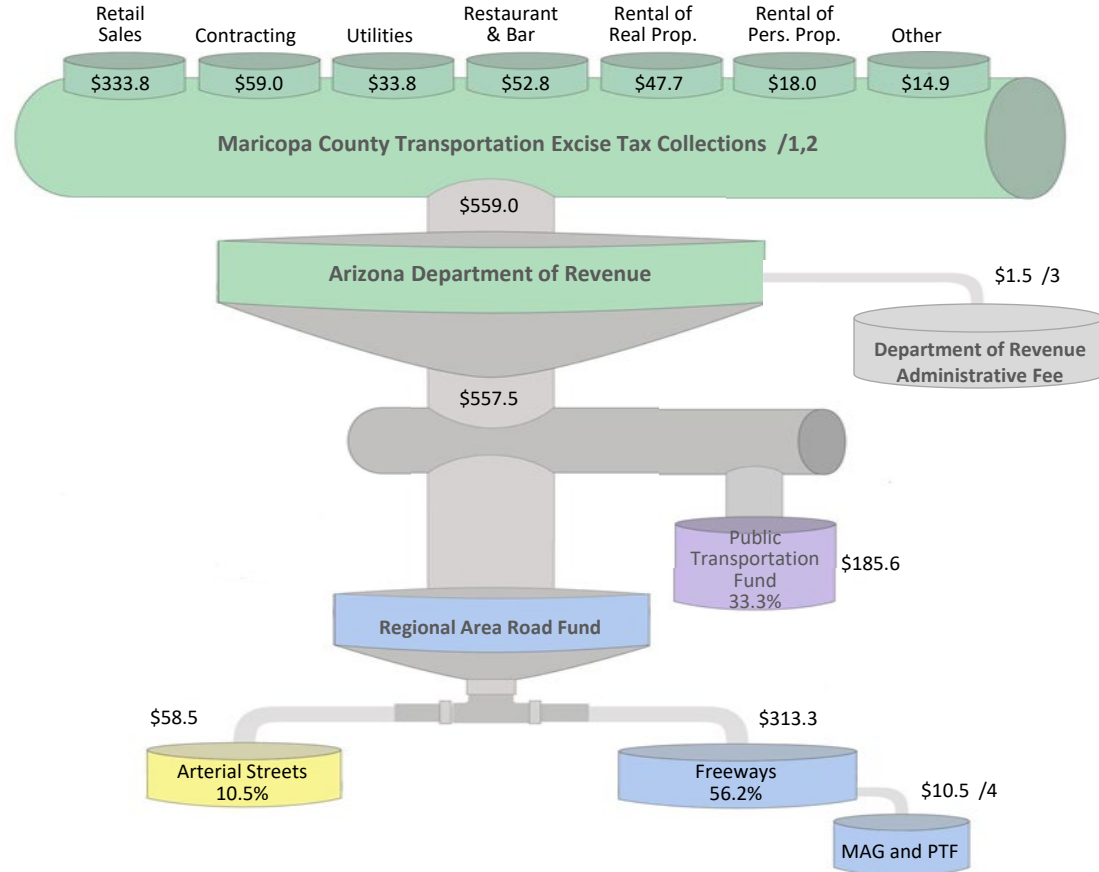 Retail
Sales
Contracting
Utilities
Restaurant
& Bar
Rental of
Real Prop.
Rental of
Pers. Prop.
Other
$333.8
$59.0
$33.8
$52.8
$47.7
$18.0
$14.9
Maricopa County Transportation Excise Tax Collections /1,2
$559.0
Arizona Department of Revenue
$1.5 /3
Department of Revenue
Administrative Fee
$557.5
Public
Transportation
Fund
33.3%
$185.6
Regional Area Road Fund
$58.5
$313.3
Arterial Streets
10.5%
Freeways
56.2%
$10.5 /4
MAG and PTF